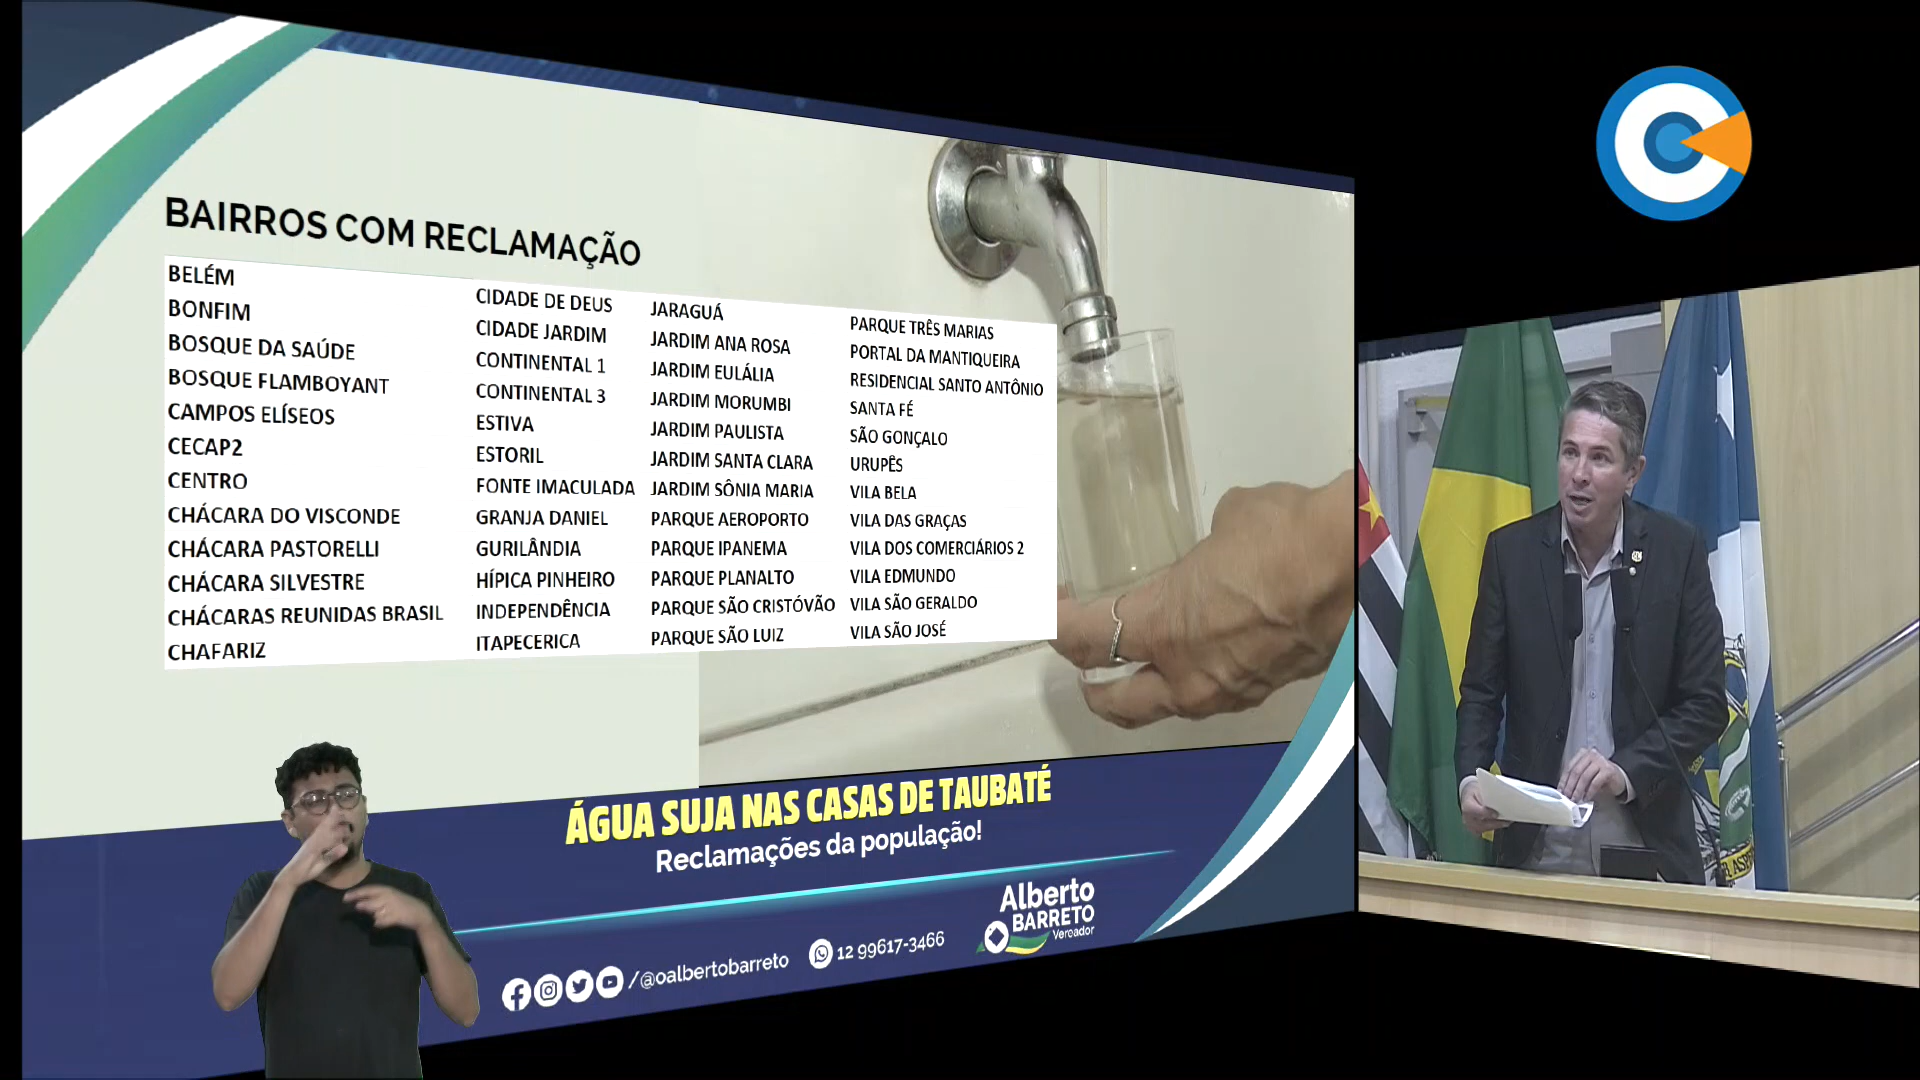 BAIRROS COM RECLAMAÇÃO
BELÉM
BONFIM
BOSQUE DA SAÚDE
BOSQUE FLAMBOYANT
CAMPOS ELÍSEOS
CECAP2
CENTRO
CHÁCARA DO VISCONDE
CHÁCARA PASTORELLI
CHÁCARA SILVESTRE
CHÁCARAS REUNIDAS BRASIL
CHAFARIZ
CIDADE DE DEUS
CIDADE JARDIM
CONTINENTAL 1
CONTINENTAL 3
ESTIVA
ESTORIL
FONTE IMACULADA
GRANJA DANIEL
GURILÂNDIA
HÍPICA PINHEIRO
INDEPENDÊNCIA
ITAPECERICA
JARAGUÁ
JARDIM ANA ROSA
JARDIM EULÁLIA
JARDIM MORUMBI
JARDIM PAULISTA
JARDIM SANTA CLARA
JARDIM SÔNIA MARIA
PARQUE AEROPORTO
PARQUE IPANEMA
PARQUE PLANALTO
PARQUE SÃO CRISTÓVÃO
PARQUE SÃO LUIZ
PARQUE TRÊS MARIAS
PORTAL DA MANTIQUEIRA
RESIDENCIAL SANTO ANTÔNIO
SANTA FÉ
SÃO GONÇALO
URUPÊS
VILA BELA
VILA DAS GRAÇAS
VILA DOS COMERCIÁRIOS 2
VILA EDMUNDO
VILA SÃO GERALDO
VILA SÃO JOSÉ
ÁGUA SUJA NAS CASAS DE TAUBATÉ
Reclamações da população!
Alberto
BARRETO
Vereador
/@oalbertobarreto
12 99617-3466